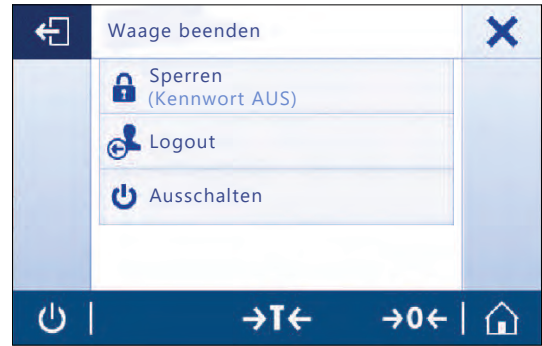 Waage beenden
Sperren
(Kennwort AUS)
Logout
Ausschalten
→T← →0←